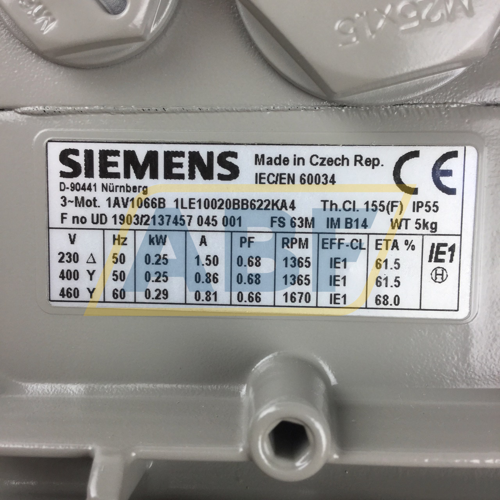 M25x1.5
SIEMENS
Made in Czech Rep.
IEC/EN 60034
CE
D-90441 Nürnberg
3~Mot. 1AV1066B 1LE10020BB622KA4 Th.Cl. 155(F) IP55
F no UD 1903/2137457 045 001 FS 63M IM B14 WT 5kg
V Hz kW A PF RPM EFF-CL ETA %
230 Δ 50 0.25 1.50 0.68 1365 IE1 61.5
400 Y 50 0.25 0.86 0.68 1365 IE1 61.5
460 Y 60 0.29 0.81 0.66 1670 IE1 68.0
IE1
H
ABF